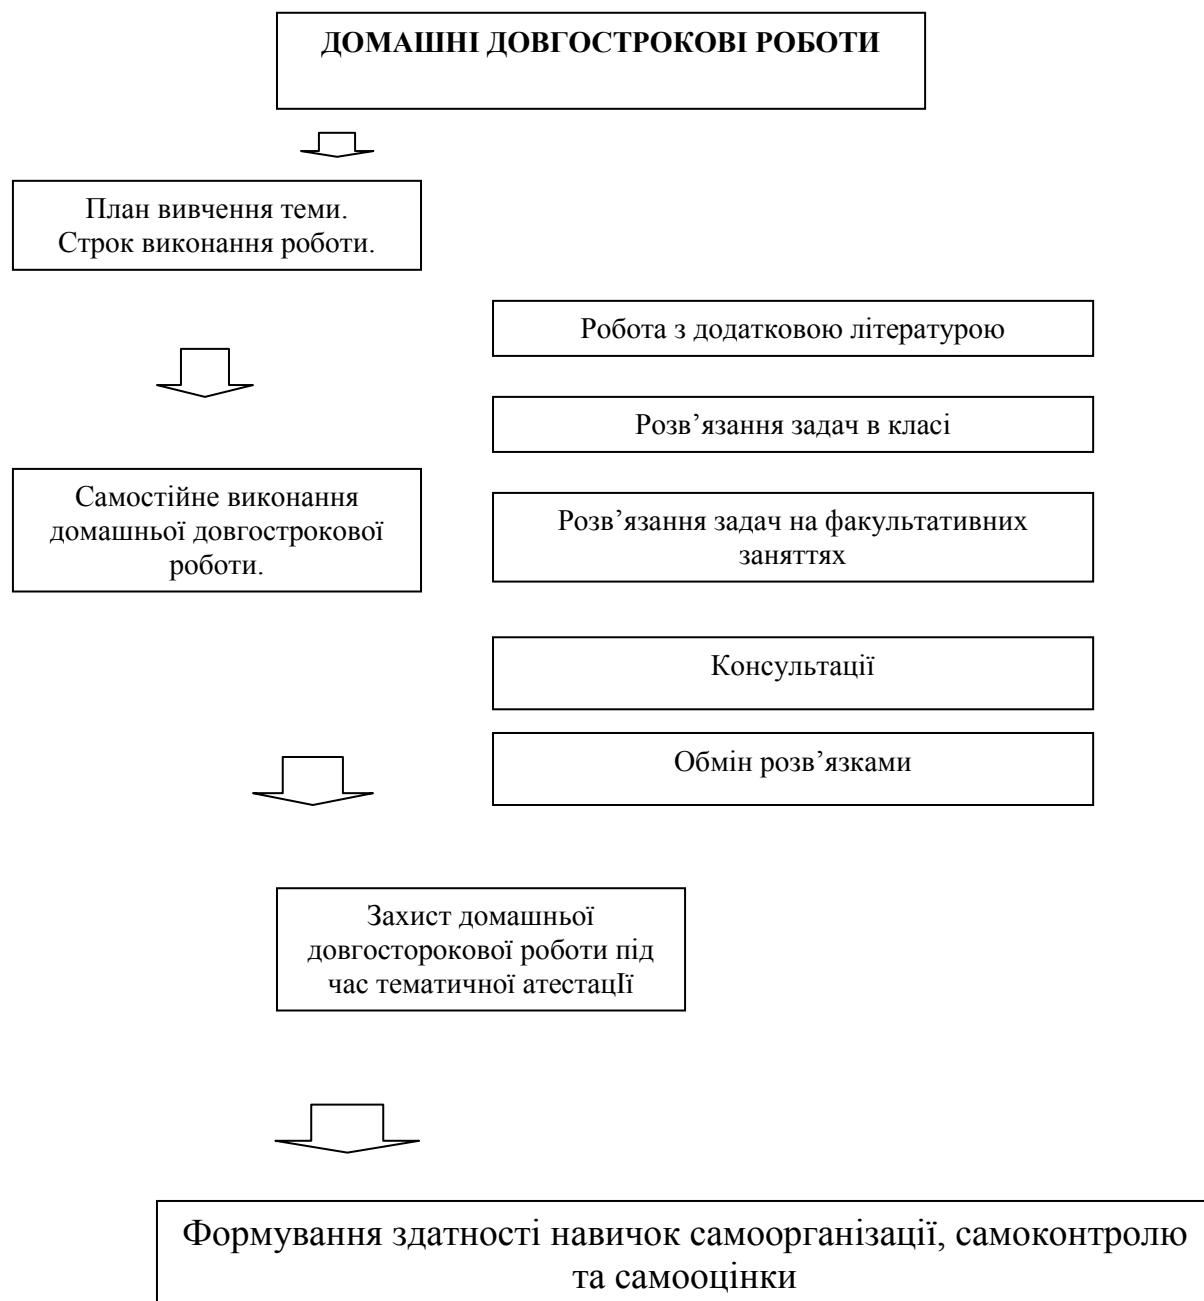 ДОМАШНІ ДОВГОСТРОКОВІ РОБОТИ
План вивчення теми.
Строк виконання роботи.
Робота з додатковою літературою
Розв’язання задач в класі
Самостійне виконання
домашньої довгострокової
роботи.
Розв’язання задач на факультативних
заняттях
Консультації
Обмін розв’язками
Захист домашньої
довгосторокової роботи під
час тематичної атестацІї
Формування здатності навичок самоорганізації, самоконтролю
та самооцінки